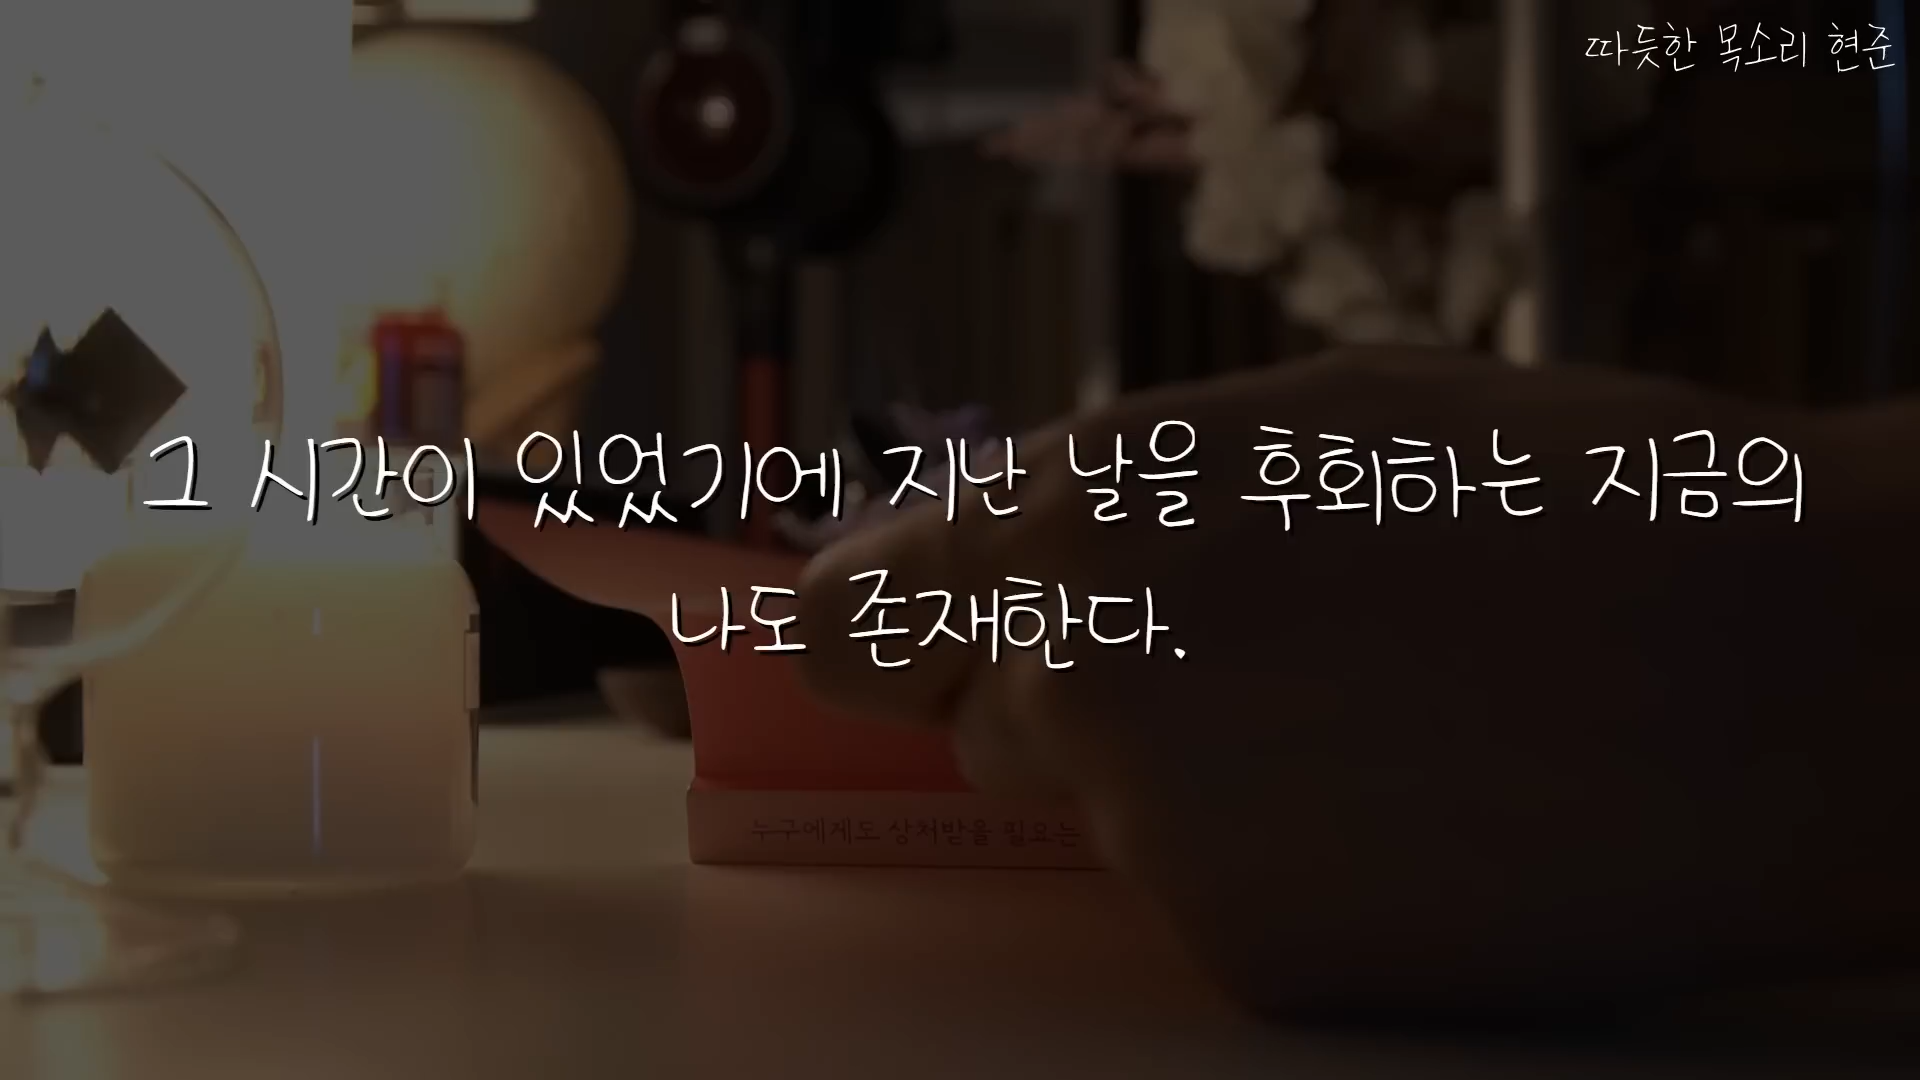 따듯한 목소리 현준
그 시간이 있었기에 지난 날을 후회하는 지금의
나도 존재한다.
누구에게도 상처받을 필요는